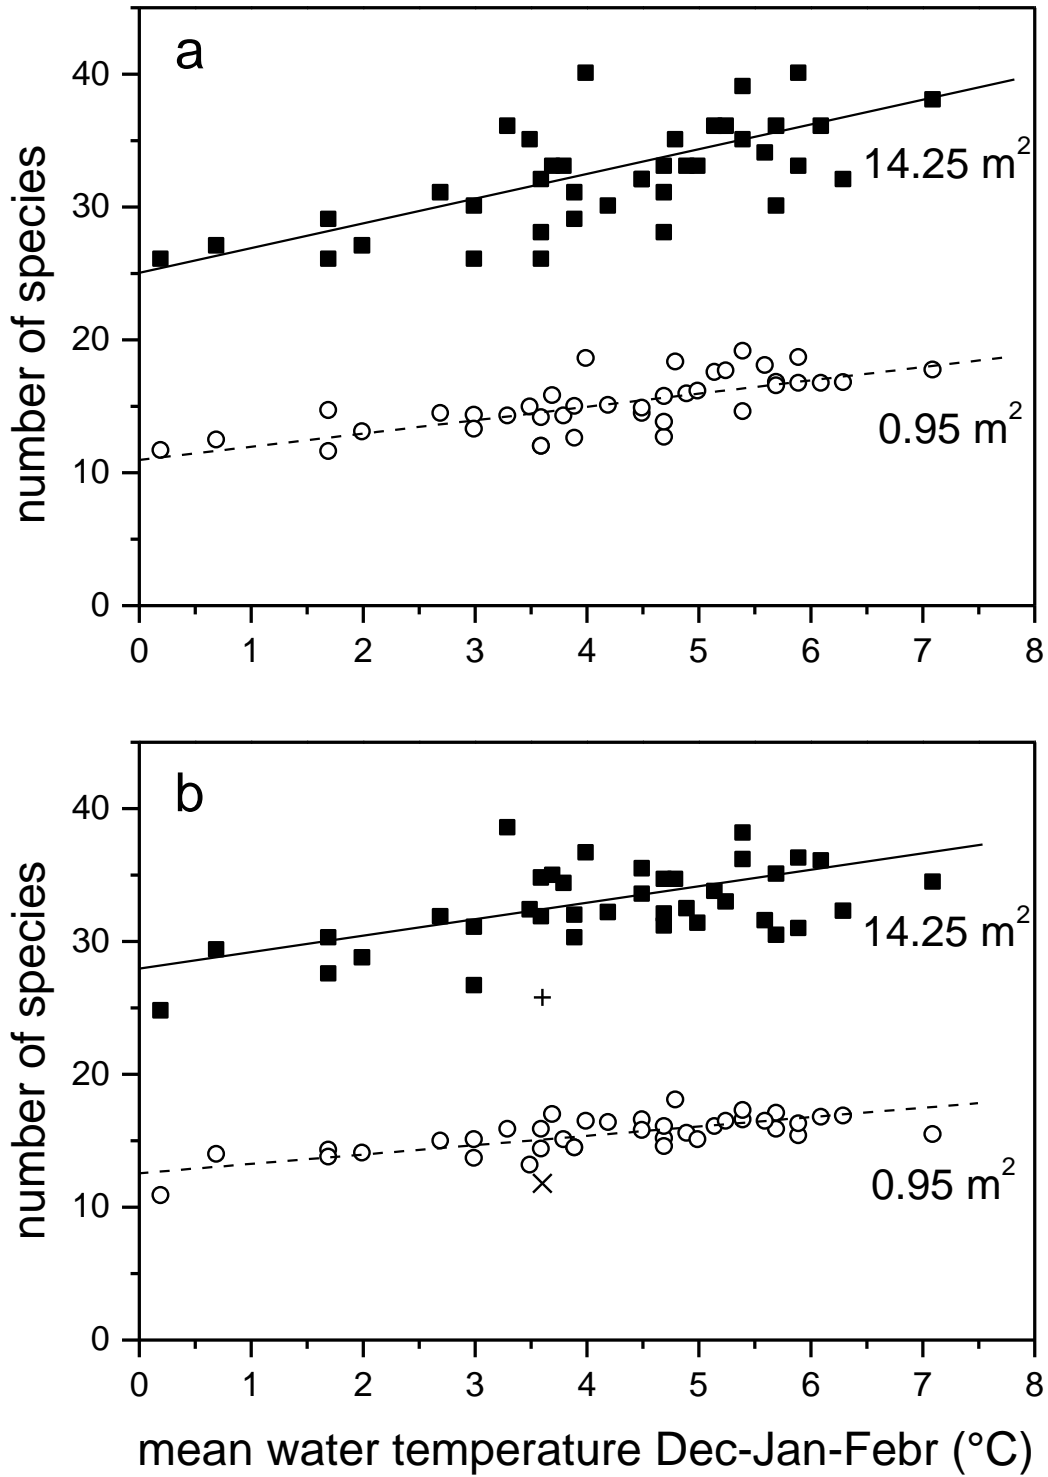 a
number of species
40
30
20
10
0
14.25 m²
0.95 m²
0 1 2 3 4 5 6 7 8
b
number of species
40
30
20
10
0
14.25 m²
0.95 m²
0 1 2 3 4 5 6 7 8
mean water temperature Dec-Jan-Febr (°C)